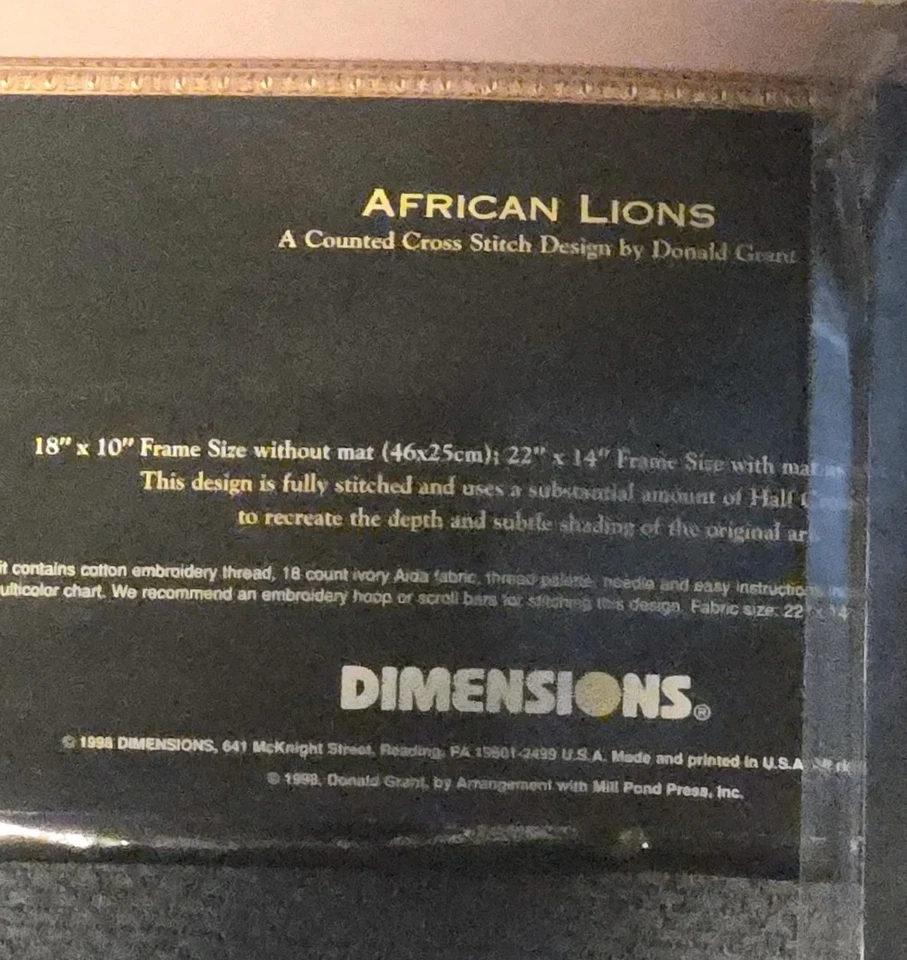 AFRICAN LIONS
A Counted Cross Stitch Design by Donald Grant
18" x 10" Frame Size without mat (46x25cm); 22" x 14" Frame Size with mat as
This design is fully stitched and uses a substantial amount of Half
to recreate the depth and subtle shading of the original
it contains cotton embroidery thread, 18 count ivory Aida fabric, thread palette, needle and easy instructions
ulticolor chart. We recommend an embroidery hoop or scroll bars for stitching this design. Fabric size: 22 x 14
DIMENSIONS®
© 1998 DIMENSIONS, 641 McKnight Street, Reading, PA 19601-2499 U.S.A. Made and printed in U.S.A
© 1998, Donald Grant, by Arrangement with Mill Pond Press, Inc.